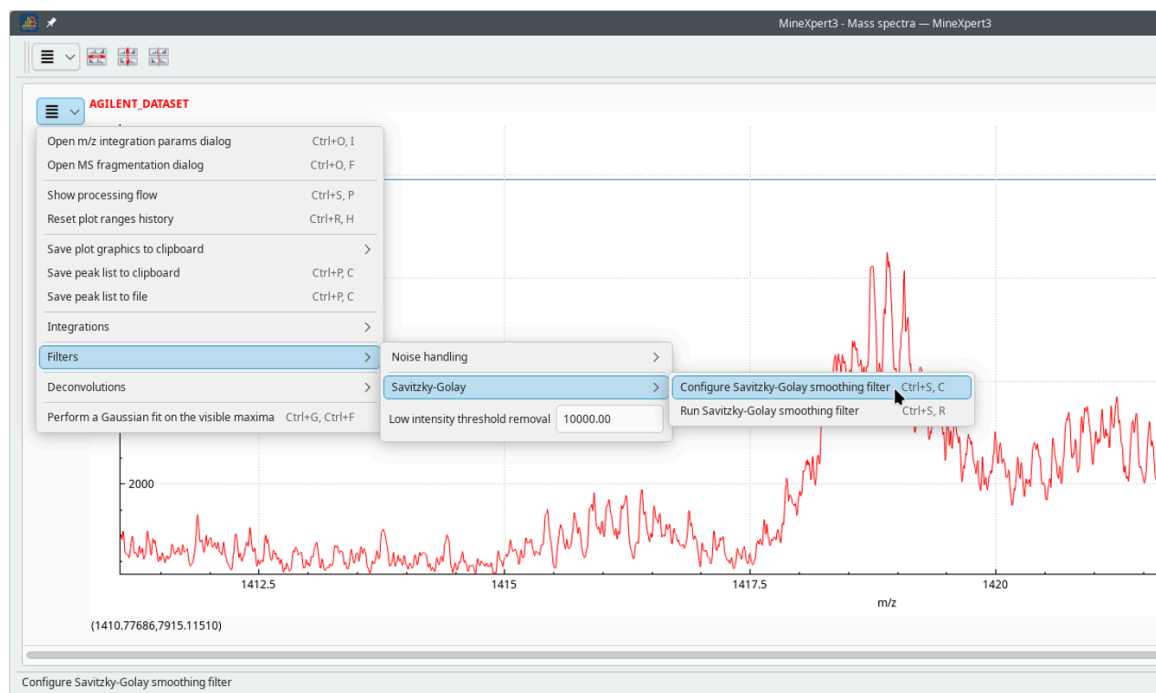 MineXpert3 - Mass spectra — MineXpert3
AGILENT_DATASET
Open m/z integration params dialog Ctrl+O, I
Open MS fragmentation dialog Ctrl+O, F
Show processing flow Ctrl+S, P
Reset plot ranges history Ctrl+R, H
Save plot graphics to clipboard
Save peak list to clipboard Ctrl+P, C
Save peak list to file Ctrl+P, C
Integrations
Filters
Deconvolutions
Perform a Gaussian fit on the visible maxima Ctrl+G, Ctrl+F
Noise handling
Savitzky-Golay
Low intensity threshold removal 10000.00
Configure Savitzky-Golay smoothing filter Ctrl+S, C
Run Savitzky-Golay smoothing filter Ctrl+S, R
2000
1412.5 1415 1417.5 1420
m/z
(1410.77686,7915.11510)
Configure Savitzky-Golay smoothing filter